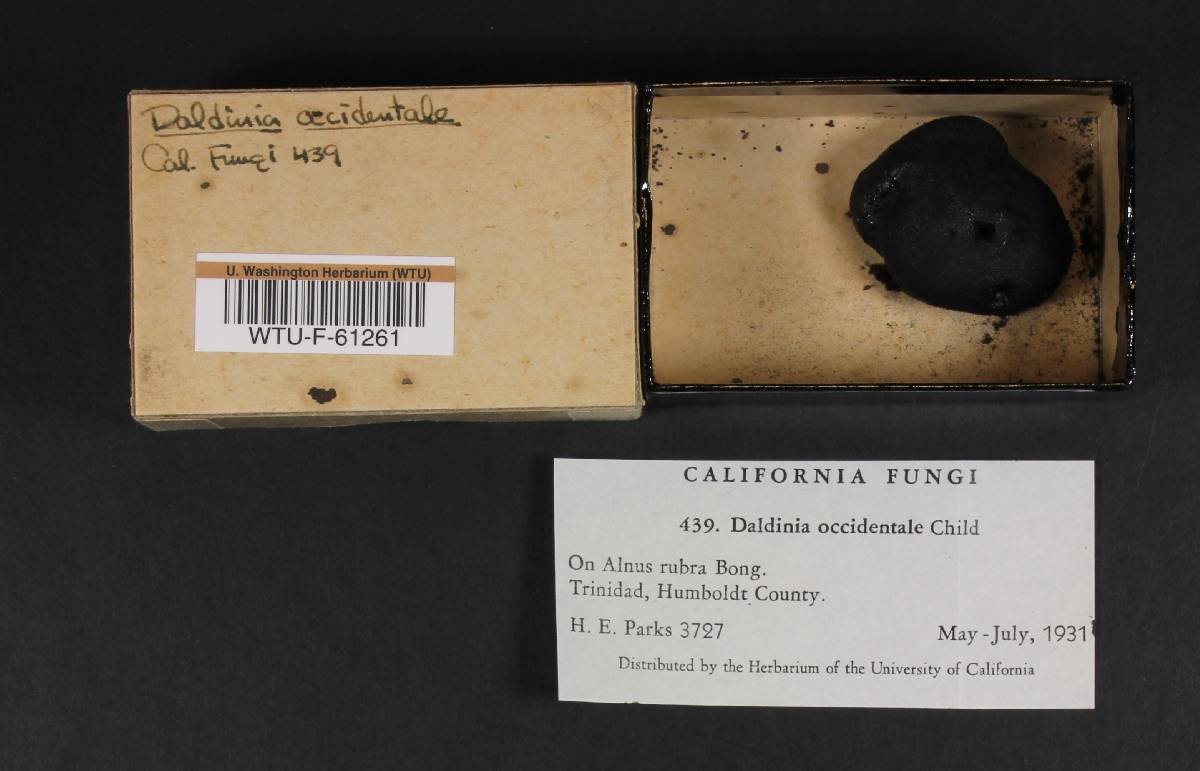 Daldinia occidentale
Cal. Fungi 439
U. Washington Herbarium (WTU)
WTU-F-61261
CALIFORNIA FUNGI
439. Daldinia occidentale Child
On Alnus rubra Bong.
Trinidad, Humboldt County.
H. E. Parks 3727
May-July, 1931
Distributed by the Herbarium of the University of California